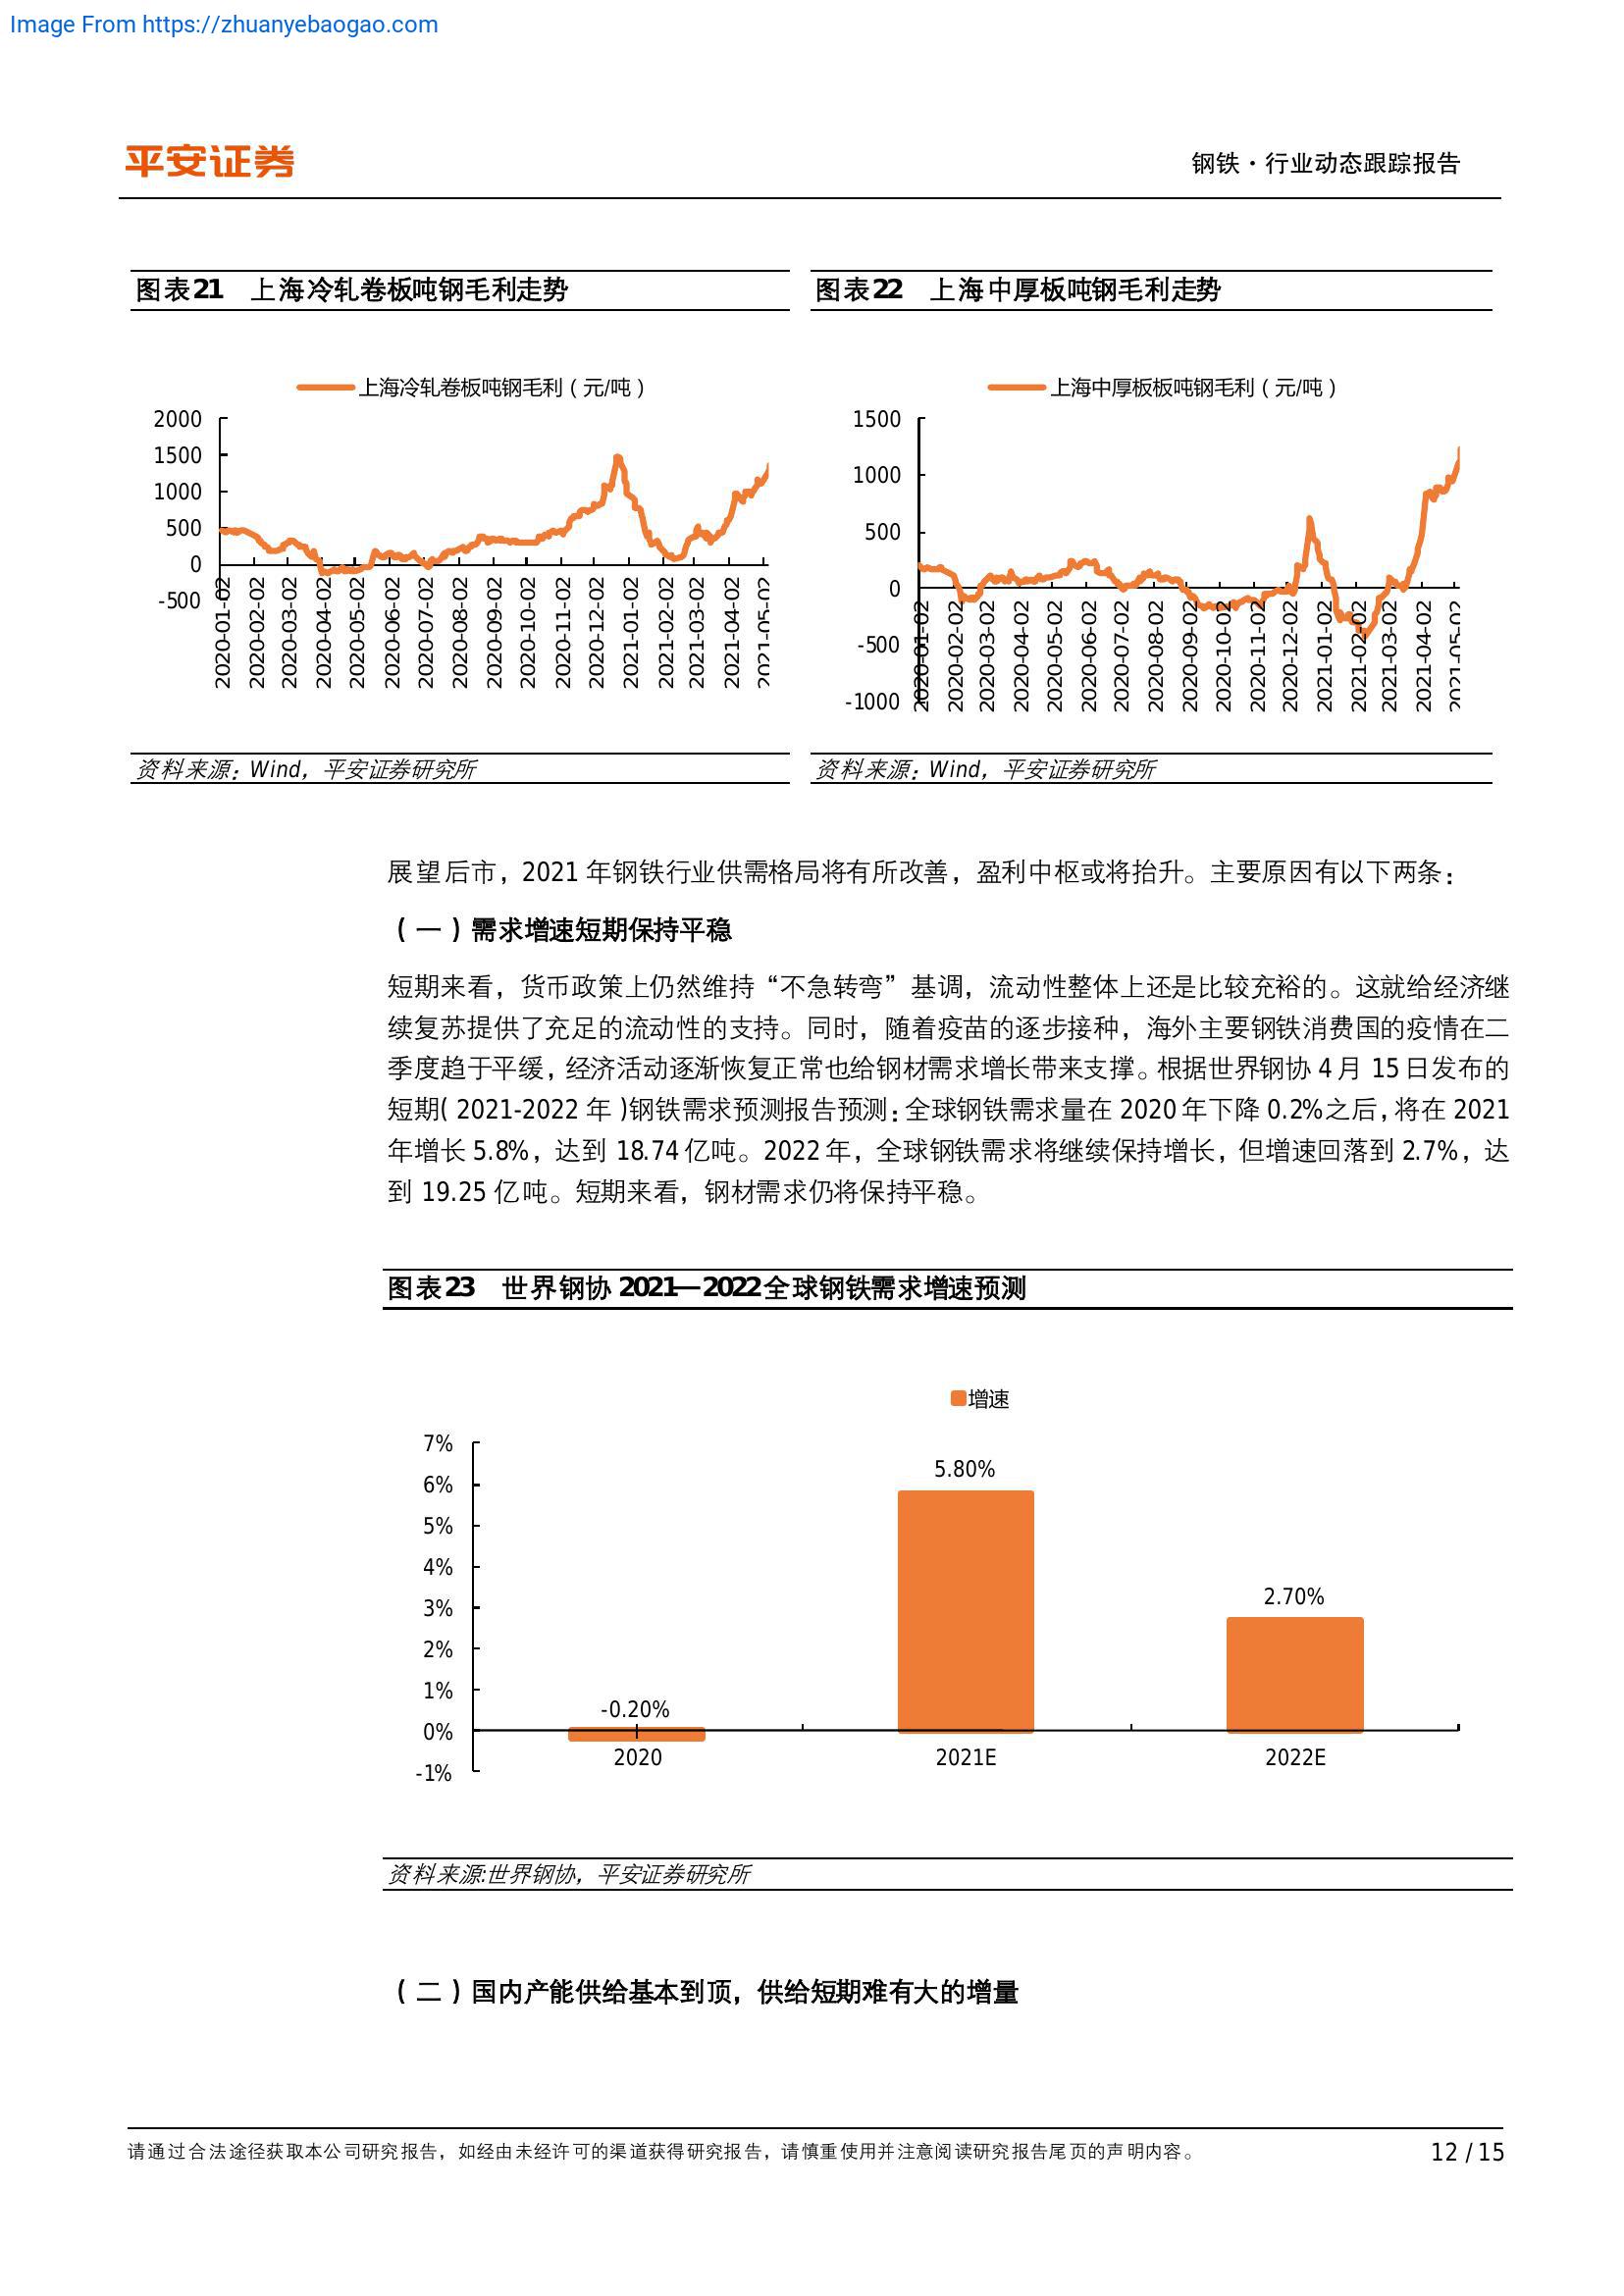 Image From https://zhuanyebaogao.com
平安证券
钢铁·行业动态跟踪报告
图表21 上海冷轧卷板吨钢毛利走势
上海冷轧卷板吨钢毛利（元/吨）
2000
1500
1000
500
0
-500
2020-01-02
2020-02-02
2020-03-02
2020-04-02
2020-05-02
2020-06-02
2020-07-02
2020-08-02
2020-09-02
2020-10-02
2020-11-02
2020-12-02
2021-01-02
2021-02-02
2021-03-02
2021-04-02
2021-05-02
资料来源：Wind，平安证券研究所
图表22 上海中厚板吨钢毛利走势
上海中厚板板吨钢毛利（元/吨）
1500
1000
500
0
-500
-1000
2020-01-02
2020-02-02
2020-03-02
2020-04-02
2020-05-02
2020-06-02
2020-07-02
2020-08-02
2020-09-02
2020-10-02
2020-11-02
2020-12-02
2021-01-02
2021-02-02
2021-03-02
2021-04-02
2021-05-02
资料来源：Wind，平安证券研究所
展望后市，2021 年钢铁行业供需格局将有所改善，盈利中枢或将抬升。主要原因有以下两条：
（一）需求增速短期保持平稳
短期来看，货币政策上仍然维持“不急转弯”基调，流动性整体上还是比较充裕的。这就给经济继
续复苏提供了充足的流动性的支持。同时，随着疫苗的逐步接种，海外主要钢铁消费国的疫情在二
季度趋于平缓，经济活动逐渐恢复正常也给钢材需求增长带来支撑。根据世界钢协 4 月 15 日发布的
短期（2021-2022 年）钢铁需求预测报告预测：全球钢铁需求量在 2020 年下降 0.2%之后，将在 2021
年增长 5.8%，达到 18.74 亿吨。2022 年，全球钢铁需求将继续保持增长，但增速回落到 2.7%，达
到 19.25 亿吨。短期来看，钢材需求仍将保持平稳。
图表23 世界钢协 2021—2022全球钢铁需求增速预测
增速
7%
6%
5%
4%
3%
2%
1%
0%
-1%
-0.20%
5.80%
2.70%
2020
2021E
2022E
资料来源:世界钢协，平安证券研究所
（二）国内产能供给基本到顶，供给短期难有大的增量
请通过合法途径获取本公司研究报告，如经由未经许可的渠道获得研究报告，请慎重使用并注意阅读研究报告尾页的声明内容。
12 / 15